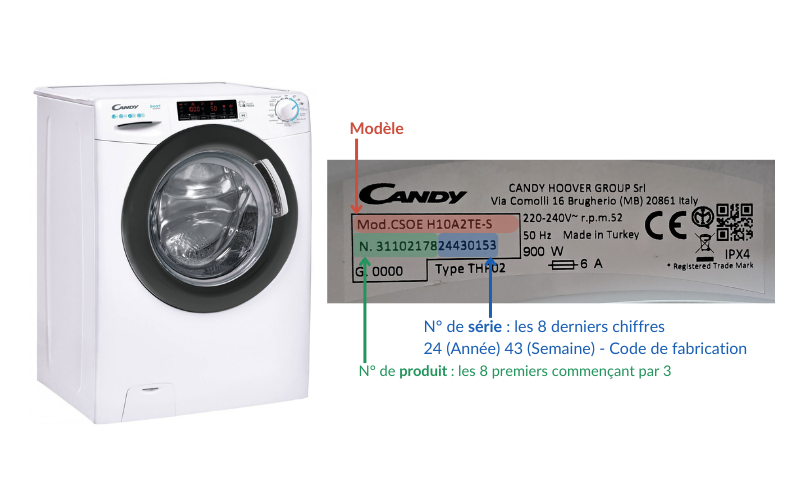 CANDY
Modèle
CANDY
CANDY HOOVER GROUP Srl
Via Comolli 16 Brugherio (MB) 20861 Italy
Mod.CSOE H10A2TE-S
220-240V~ r.p.m.52
N. 3110217824430153
50 Hz Made in Turkey
CE
900 W
IPX4
G. 0000
Type THF02
6 A
* Registered Trade Mark
N° de série : les 8 derniers chiffres
24 (Année) 43 (Semaine) - Code de fabrication
N° de produit : les 8 premiers commençant par 3